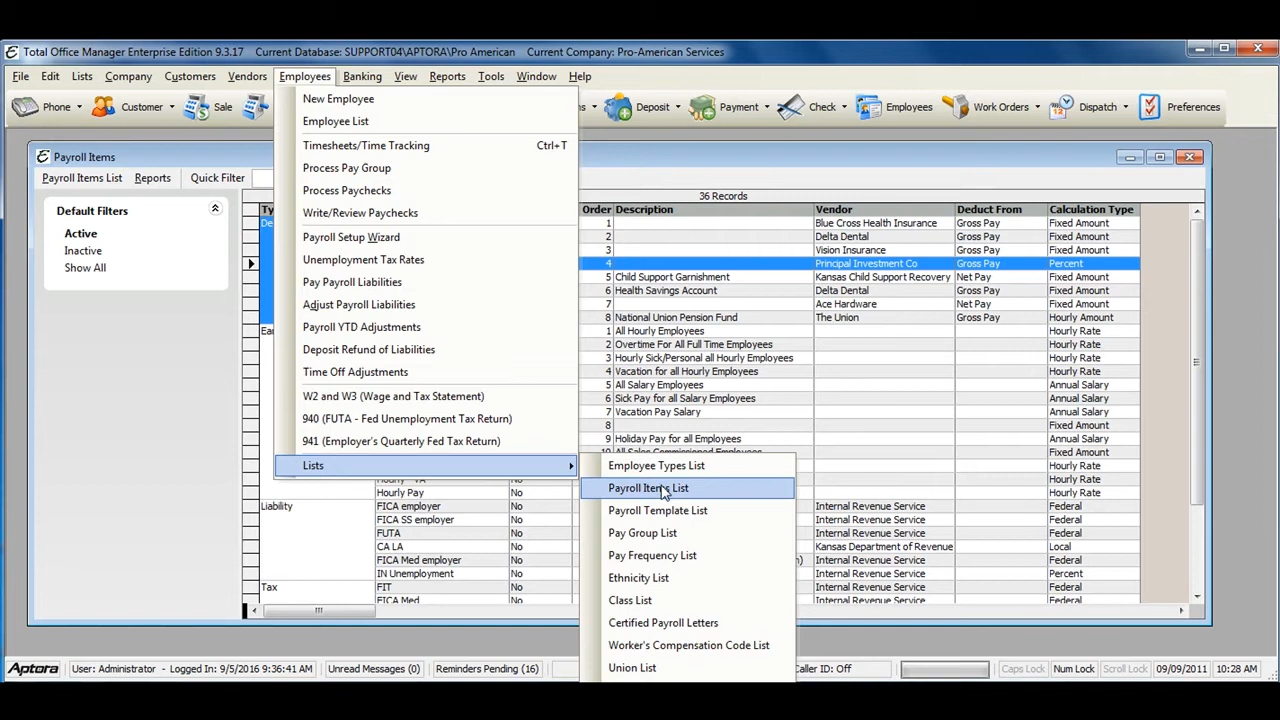 Total Office Manager Enterprise Edition 9.3.17 Current Database: SUPPORT04\APTORA\Pro American Current Company: Pro-American Services
File Edit Lists Company Customers Vendors Employees Banking View Reports Tools Window Help
Phone Customer Sale Deposit Payment Check Employees Work Orders Dispatch Preferences
New Employee
Employee List
Timesheets/Time Tracking Ctrl+T
Process Pay Group
Process Paychecks
Write/Review Paychecks
Payroll Setup Wizard
Unemployment Tax Rates
Pay Payroll Liabilities
Adjust Payroll Liabilities
Payroll YTD Adjustments
Deposit Refund of Liabilities
Time Off Adjustments
W2 and W3 (Wage and Tax Statement)
940 (FUTA - Fed Unemployment Tax Return)
941 (Employer's Quarterly Fed Tax Return)
Lists
Employee Types List
Payroll Items List
Payroll Template List
Pay Group List
Pay Frequency List
Ethnicity List
Class List
Certified Payroll Letters
Worker's Compensation Code List
Union List
Payroll Items
Payroll Items List Reports Quick Filter
Default Filters
Active
Inactive
Show All
36 Records
Order Description Vendor Deduct From Calculation Type
1 Blue Cross Health Insurance Gross Pay Fixed Amount
2 Delta Dental Gross Pay Fixed Amount
3 Vision Insurance Gross Pay Fixed Amount
4 Principal Investment Co Gross Pay Percent
5 Child Support Garnishment Kansas Child Support Recovery Net Pay Fixed Amount
6 Health Savings Account Delta Dental Gross Pay Fixed Amount
7 Ace Hardware Net Pay Fixed Amount
8 National Union Pension Fund The Union Gross Pay Hourly Amount
1 All Hourly Employees Hourly Rate
2 Overtime For All Full Time Employees Hourly Rate
3 Hourly Sick/Personal all Hourly Employees Hourly Rate
4 Vacation for all Hourly Employees Hourly Rate
5 All Salary Employees Annual Salary
6 Sick Pay for all Salary Employees Annual Salary
7 Vacation Pay Salary Annual Salary
8 Fixed Amount
9 Holiday Pay for all Employees Annual Salary
10 All Sales Commissioned Employees Fixed Amount
Hourly Rate
Hourly Rate
Hourly - VA Hourly Rate
Hourly Pay No Hourly Rate
Liability FICA employer No Internal Revenue Service Federal
FICA SS employer No Internal Revenue Service Federal
FUTA No Internal Revenue Service Federal
CA LA No Kansas Department of Revenue Local
FICA Med employer No Internal Revenue Service Federal
IN Unemployment No Internal Revenue Service Percent
Tax FIT No Internal Revenue Service Federal
FICA Med No Internal Revenue Service Federal
Aptora User: Administrator - Logged In: 9/5/2016 9:36:41 AM Unread Messages (0) Reminders Pending (16) Caller ID: Off Caps Lock Num Lock Scroll Lock 09/09/2011 10:28 AM